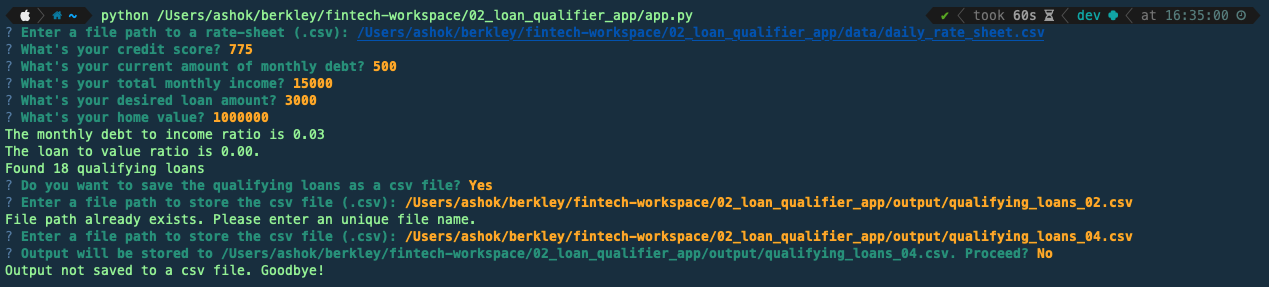 ~ python /Users/ashok/berkley/fintech-workspace/02_loan_qualifier_app/app.py ✔ took 60s dev at 16:35:00
? Enter a file path to a rate-sheet (.csv): /Users/ashok/berkley/fintech-workspace/02_loan_qualifier_app/data/daily_rate_sheet.csv
? What's your credit score? 775
? What's your current amount of monthly debt? 500
? What's your total monthly income? 15000
? What's your desired loan amount? 3000
? What's your home value? 1000000
The monthly debt to income ratio is 0.03
The loan to value ratio is 0.00.
Found 18 qualifying loans
? Do you want to save the qualifying loans as a csv file? Yes
? Enter a file path to store the csv file (.csv): /Users/ashok/berkley/fintech-workspace/02_loan_qualifier_app/output/qualifying_loans_02.csv
File path already exists. Please enter an unique file name.
? Enter a file path to store the csv file (.csv): /Users/ashok/berkley/fintech-workspace/02_loan_qualifier_app/output/qualifying_loans_04.csv
? Output will be stored to /Users/ashok/berkley/fintech-workspace/02_loan_qualifier_app/output/qualifying_loans_04.csv. Proceed? No
Output not saved to a csv file. Goodbye!